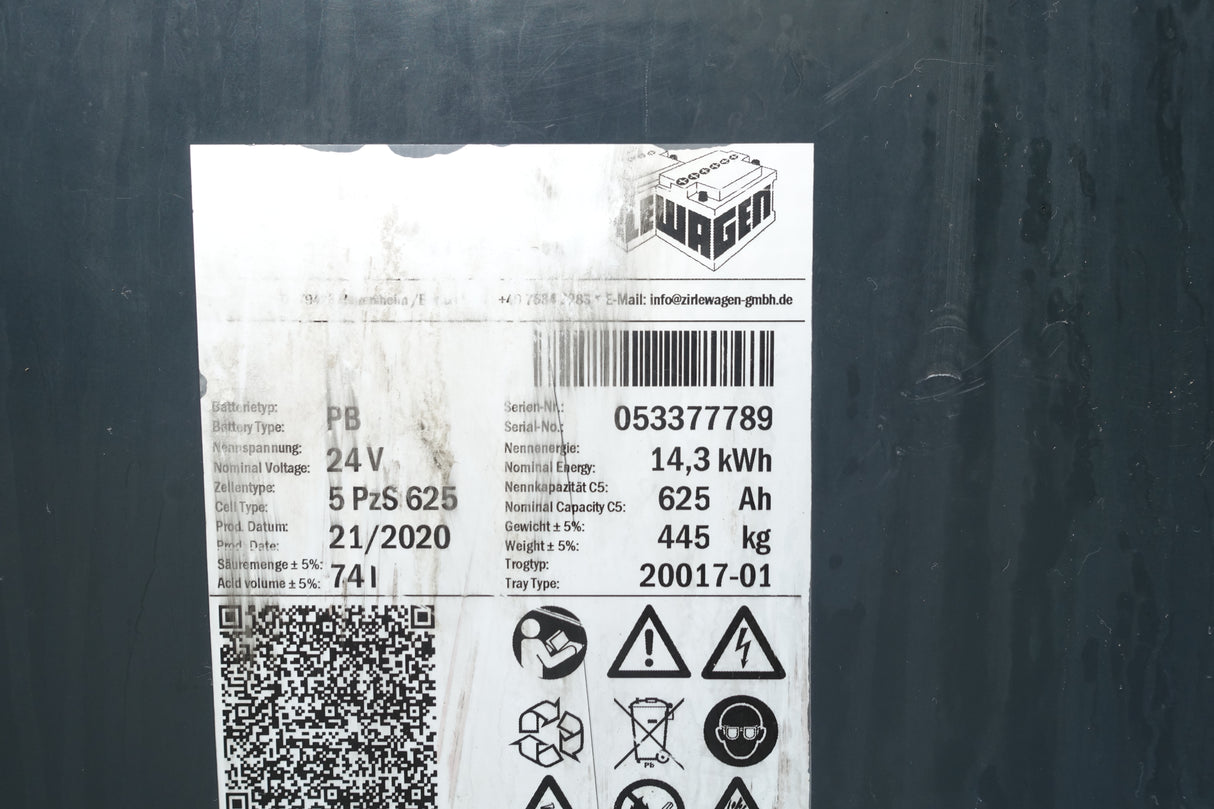 LEWAGEN
E-Mail: info@zirlewagen-gmbh.de
Batterietyp:
Battery Type: PB
Serien-Nr.:
Serial-No.: 053377789
Nennspannung:
Nominal Voltage: 24 V
Nennenergie:
Nominal Energy: 14,3 kWh
Zellentype:
Cell Type: 5 PzS 625
Nennkapazität C5:
Nominal Capacity C5: 625 Ah
Prod. Datum:
Prod. Date: 21/2020
Gewicht ± 5%:
Weight ± 5%: 445 kg
Säuremenge ± 5%:
Acid volume ± 5%: 74 l
Trogtyp:
Tray Type: 20017-01
Pb